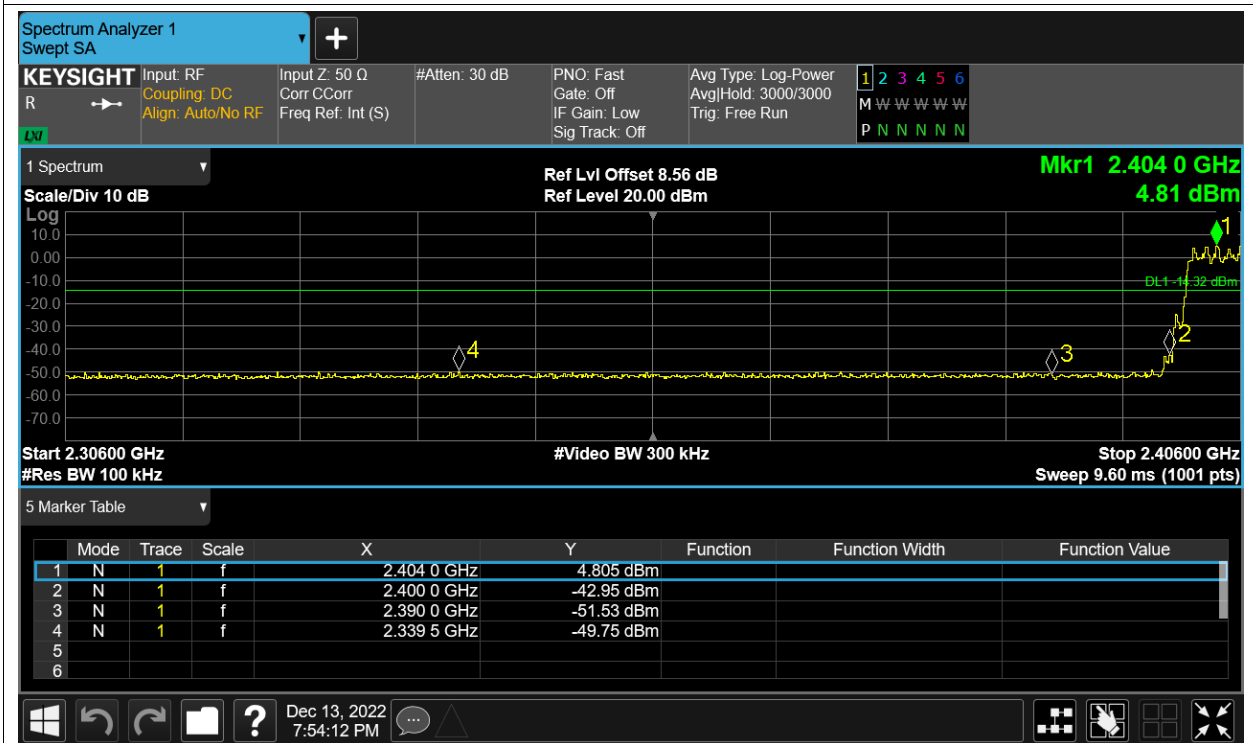 Spectrum Analyzer 1
Swept SA
+
KEYSIGHT
R
LXI
Input: RF
Coupling: DC
Align: Auto/No RF
Input Z: 50 Ω
Corr CCorr
Freq Ref: Int (S)
#Atten: 30 dB
PNO: Fast
Gate: Off
IF Gain: Low
Sig Track: Off
Avg Type: Log-Power
Avg|Hold: 3000/3000
Trig: Free Run
1 2 3 4 5 6
M W W W W W
P N N N N N
1 Spectrum
Scale/Div 10 dB
Ref Lvl Offset 8.56 dB
Ref Level 20.00 dBm
Mkr1 2.404 0 GHz
4.81 dBm
Log
10.0
0.00
-10.0
-20.0
-30.0
-40.0
-50.0
-60.0
-70.0
1
DL1 -14.32 dBm
2
3
4
Start 2.30600 GHz
#Video BW 300 kHz
Stop 2.40600 GHz
#Res BW 100 kHz
Sweep 9.60 ms (1001 pts)
5 Marker Table
Mode Trace Scale X Y Function Function Width Function Value
1 N 1 f 2.404 0 GHz 4.805 dBm
2 N 1 f 2.400 0 GHz -42.95 dBm
3 N 1 f 2.390 0 GHz -51.53 dBm
4 N 1 f 2.339 5 GHz -49.75 dBm
5
6
?
Dec 13, 2022
7:54:12 PM